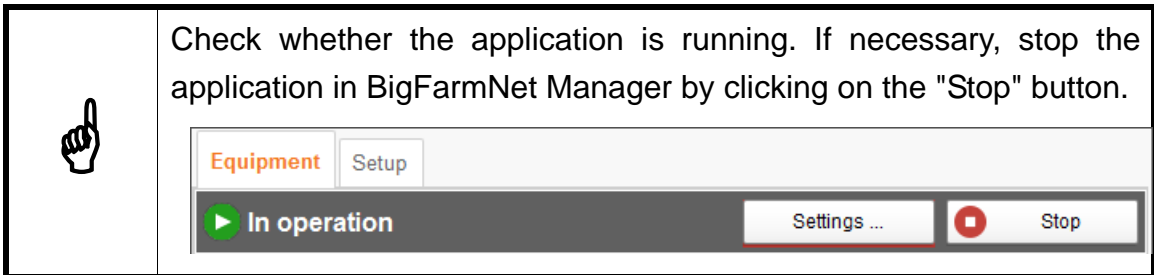 Check whether the application is running. If necessary, stop the
application in BigFarmNet Manager by clicking on the "Stop" button.
Equipment Setup
In operation Settings ... Stop